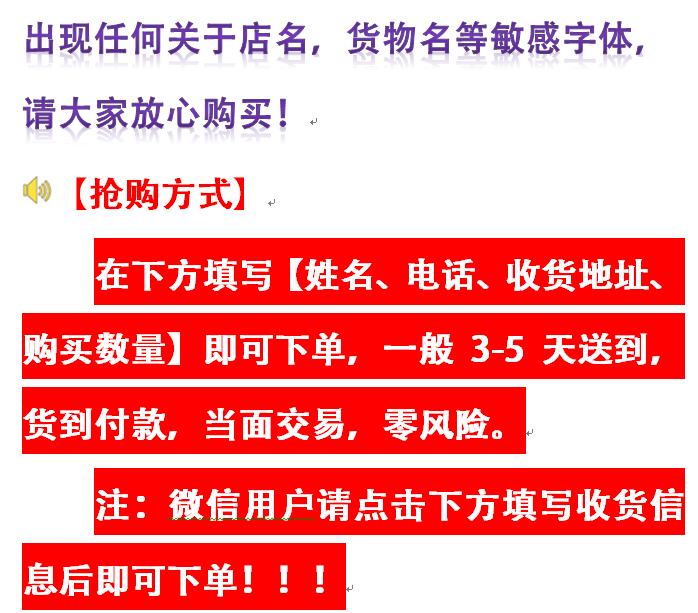 出现任何关于店名，货物名等敏感字体，
请大家放心购买！
【抢购方式】
在下方填写【姓名、电话、收货地址、
购买数量】即可下单，一般 3-5 天送到，
货到付款，当面交易，零风险。
注：微信用户请点击下方填写收货信
息后即可下单！！！